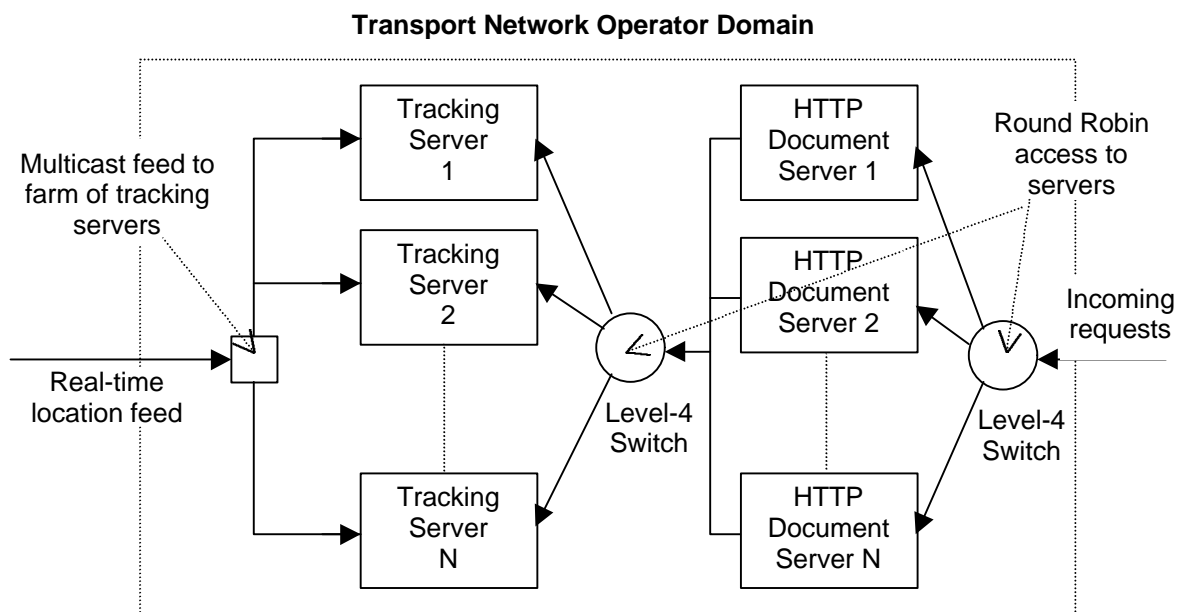 Transport Network Operator Domain
Multicast feed to
farm of tracking
servers
Real-time
location feed
Tracking
Server
1
Tracking
Server
2
Tracking
Server
N
Level-4
Switch
HTTP
Document
Server 1
HTTP
Document
Server 2
HTTP
Document
Server N
Round Robin
access to
servers
Incoming
requests
Level-4
Switch